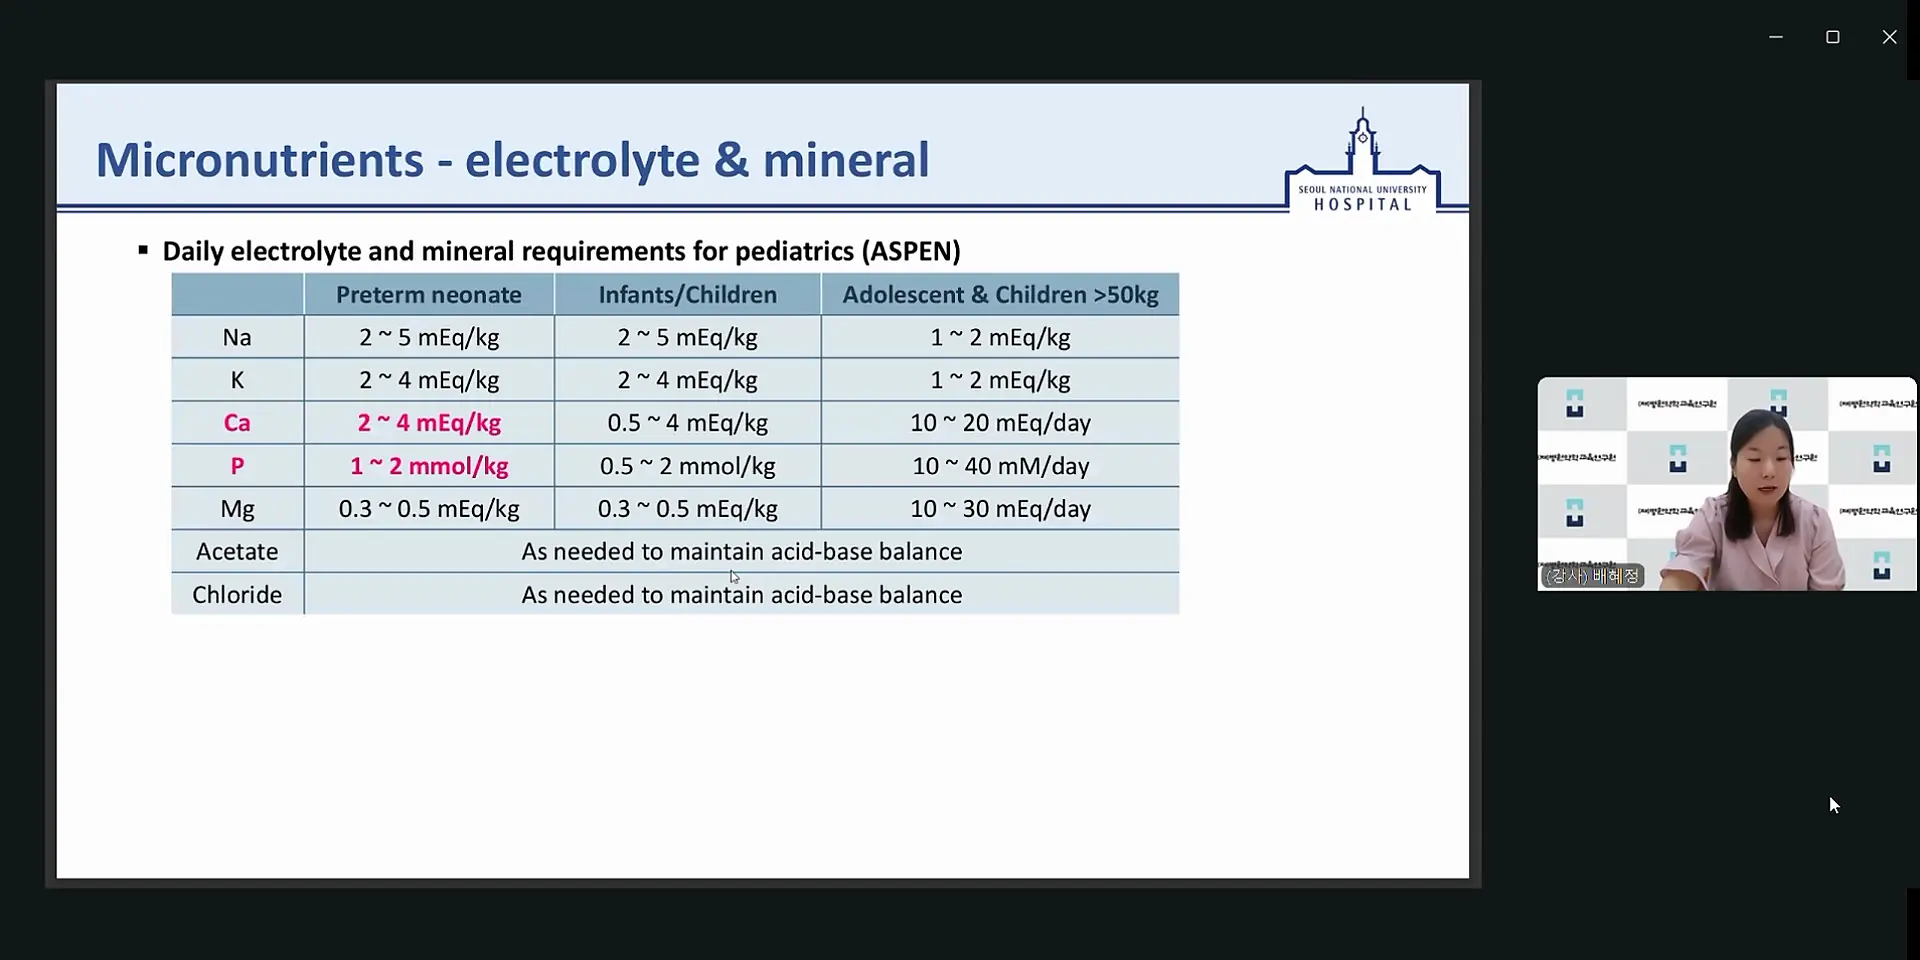 Micronutrients - electrolyte & mineral
SEOUL NATIONAL UNIVERSITY
HOSPITAL
▪ Daily electrolyte and mineral requirements for pediatrics (ASPEN)
Preterm neonate Infants/Children Adolescent & Children >50kg
Na 2 ~ 5 mEq/kg 2 ~ 5 mEq/kg 1 ~ 2 mEq/kg
K 2 ~ 4 mEq/kg 2 ~ 4 mEq/kg 1 ~ 2 mEq/kg
Ca 2 ~ 4 mEq/kg 0.5 ~ 4 mEq/kg 10 ~ 20 mEq/day
P 1 ~ 2 mmol/kg 0.5 ~ 2 mmol/kg 10 ~ 40 mM/day
Mg 0.3 ~ 0.5 mEq/kg 0.3 ~ 0.5 mEq/kg 10 ~ 30 mEq/day
Acetate As needed to maintain acid-base balance
Chloride As needed to maintain acid-base balance
(강사) 배혜정